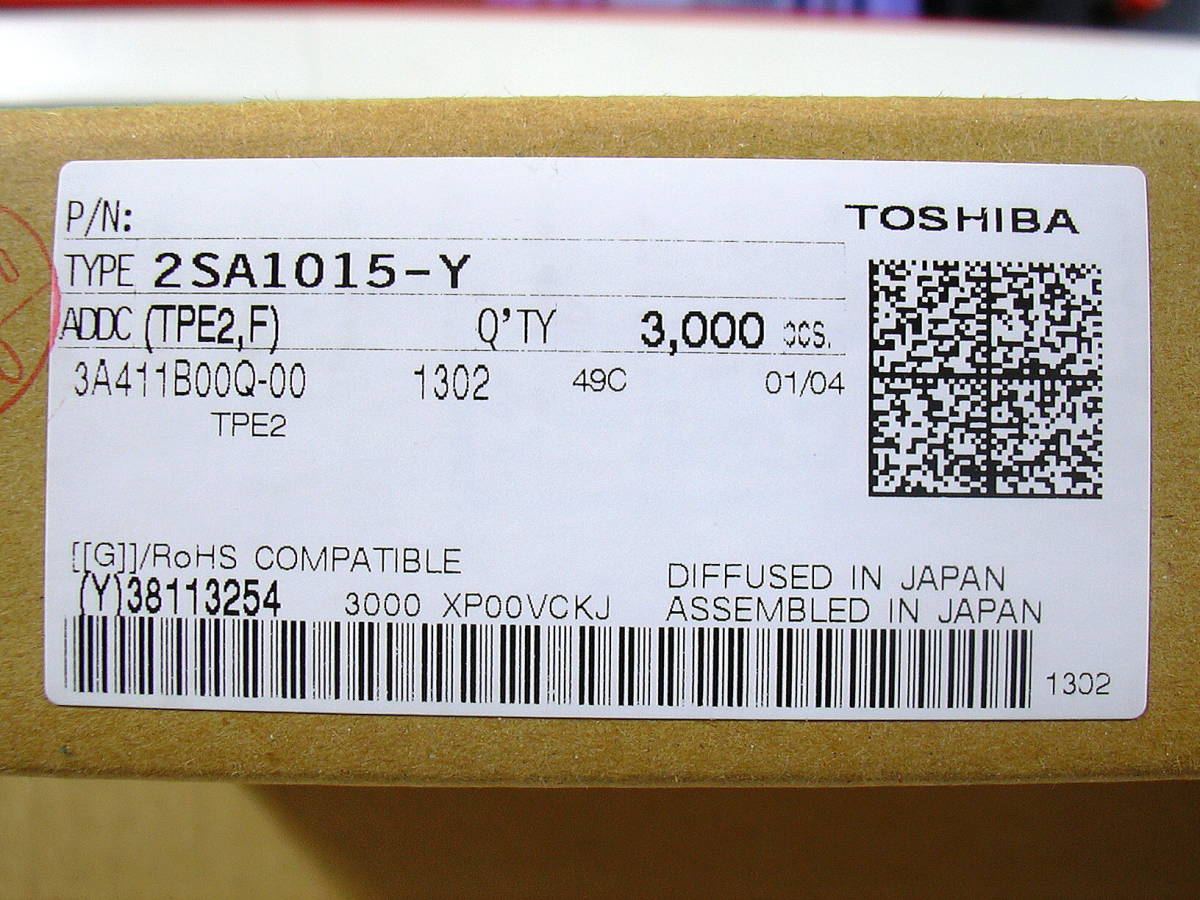 P/N:
TOSHIBA
TYPE 2SA1015-Y
ADDC (TPE2,F) Q'TY 3,000 pcs.
3A411B00Q-00 1302 49C 01/04
TPE2
[[G]]/RoHS COMPATIBLE
DIFFUSED IN JAPAN
(Y)38113254 3000 XP00VCKJ
ASSEMBLED IN JAPAN
1302